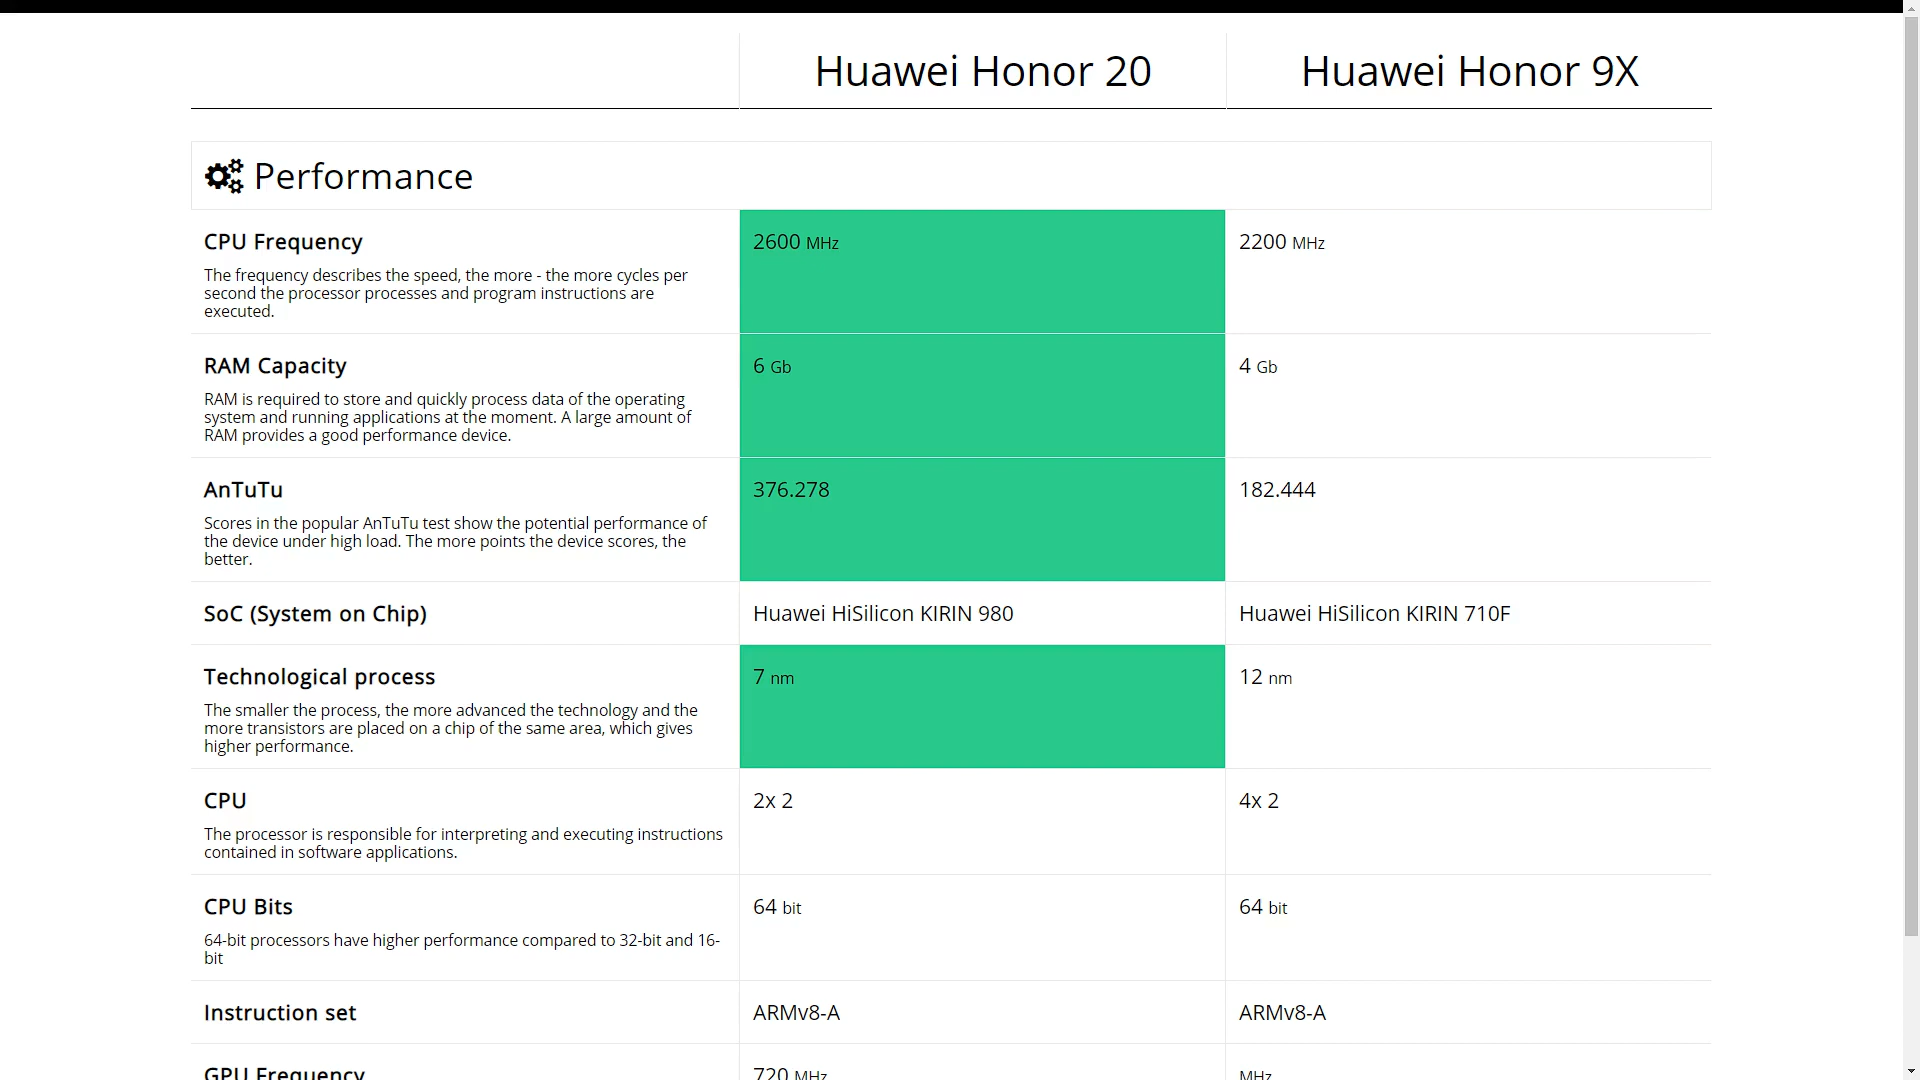 Huawei Honor 20
Huawei Honor 9X
Performance
CPU Frequency
The frequency describes the speed, the more - the more cycles per
second the processor processes and program instructions are
executed.
2600 MHz
2200 MHz
RAM Capacity
RAM is required to store and quickly process data of the operating
system and running applications at the moment. A large amount of
RAM provides a good performance device.
6 Gb
4 Gb
AnTuTu
Scores in the popular AnTuTu test show the potential performance of
the device under high load. The more points the device scores, the
better.
376.278
182.444
SoC (System on Chip)
Huawei HiSilicon KIRIN 980
Huawei HiSilicon KIRIN 710F
Technological process
The smaller the process, the more advanced the technology and the
more transistors are placed on a chip of the same area, which gives
higher performance.
7 nm
12 nm
CPU
The processor is responsible for interpreting and executing instructions
contained in software applications.
2x 2
4x 2
CPU Bits
64-bit processors have higher performance compared to 32-bit and 16-
bit
64 bit
64 bit
Instruction set
ARMv8-A
ARMv8-A
GPU Frequency
720 MHz
MHz